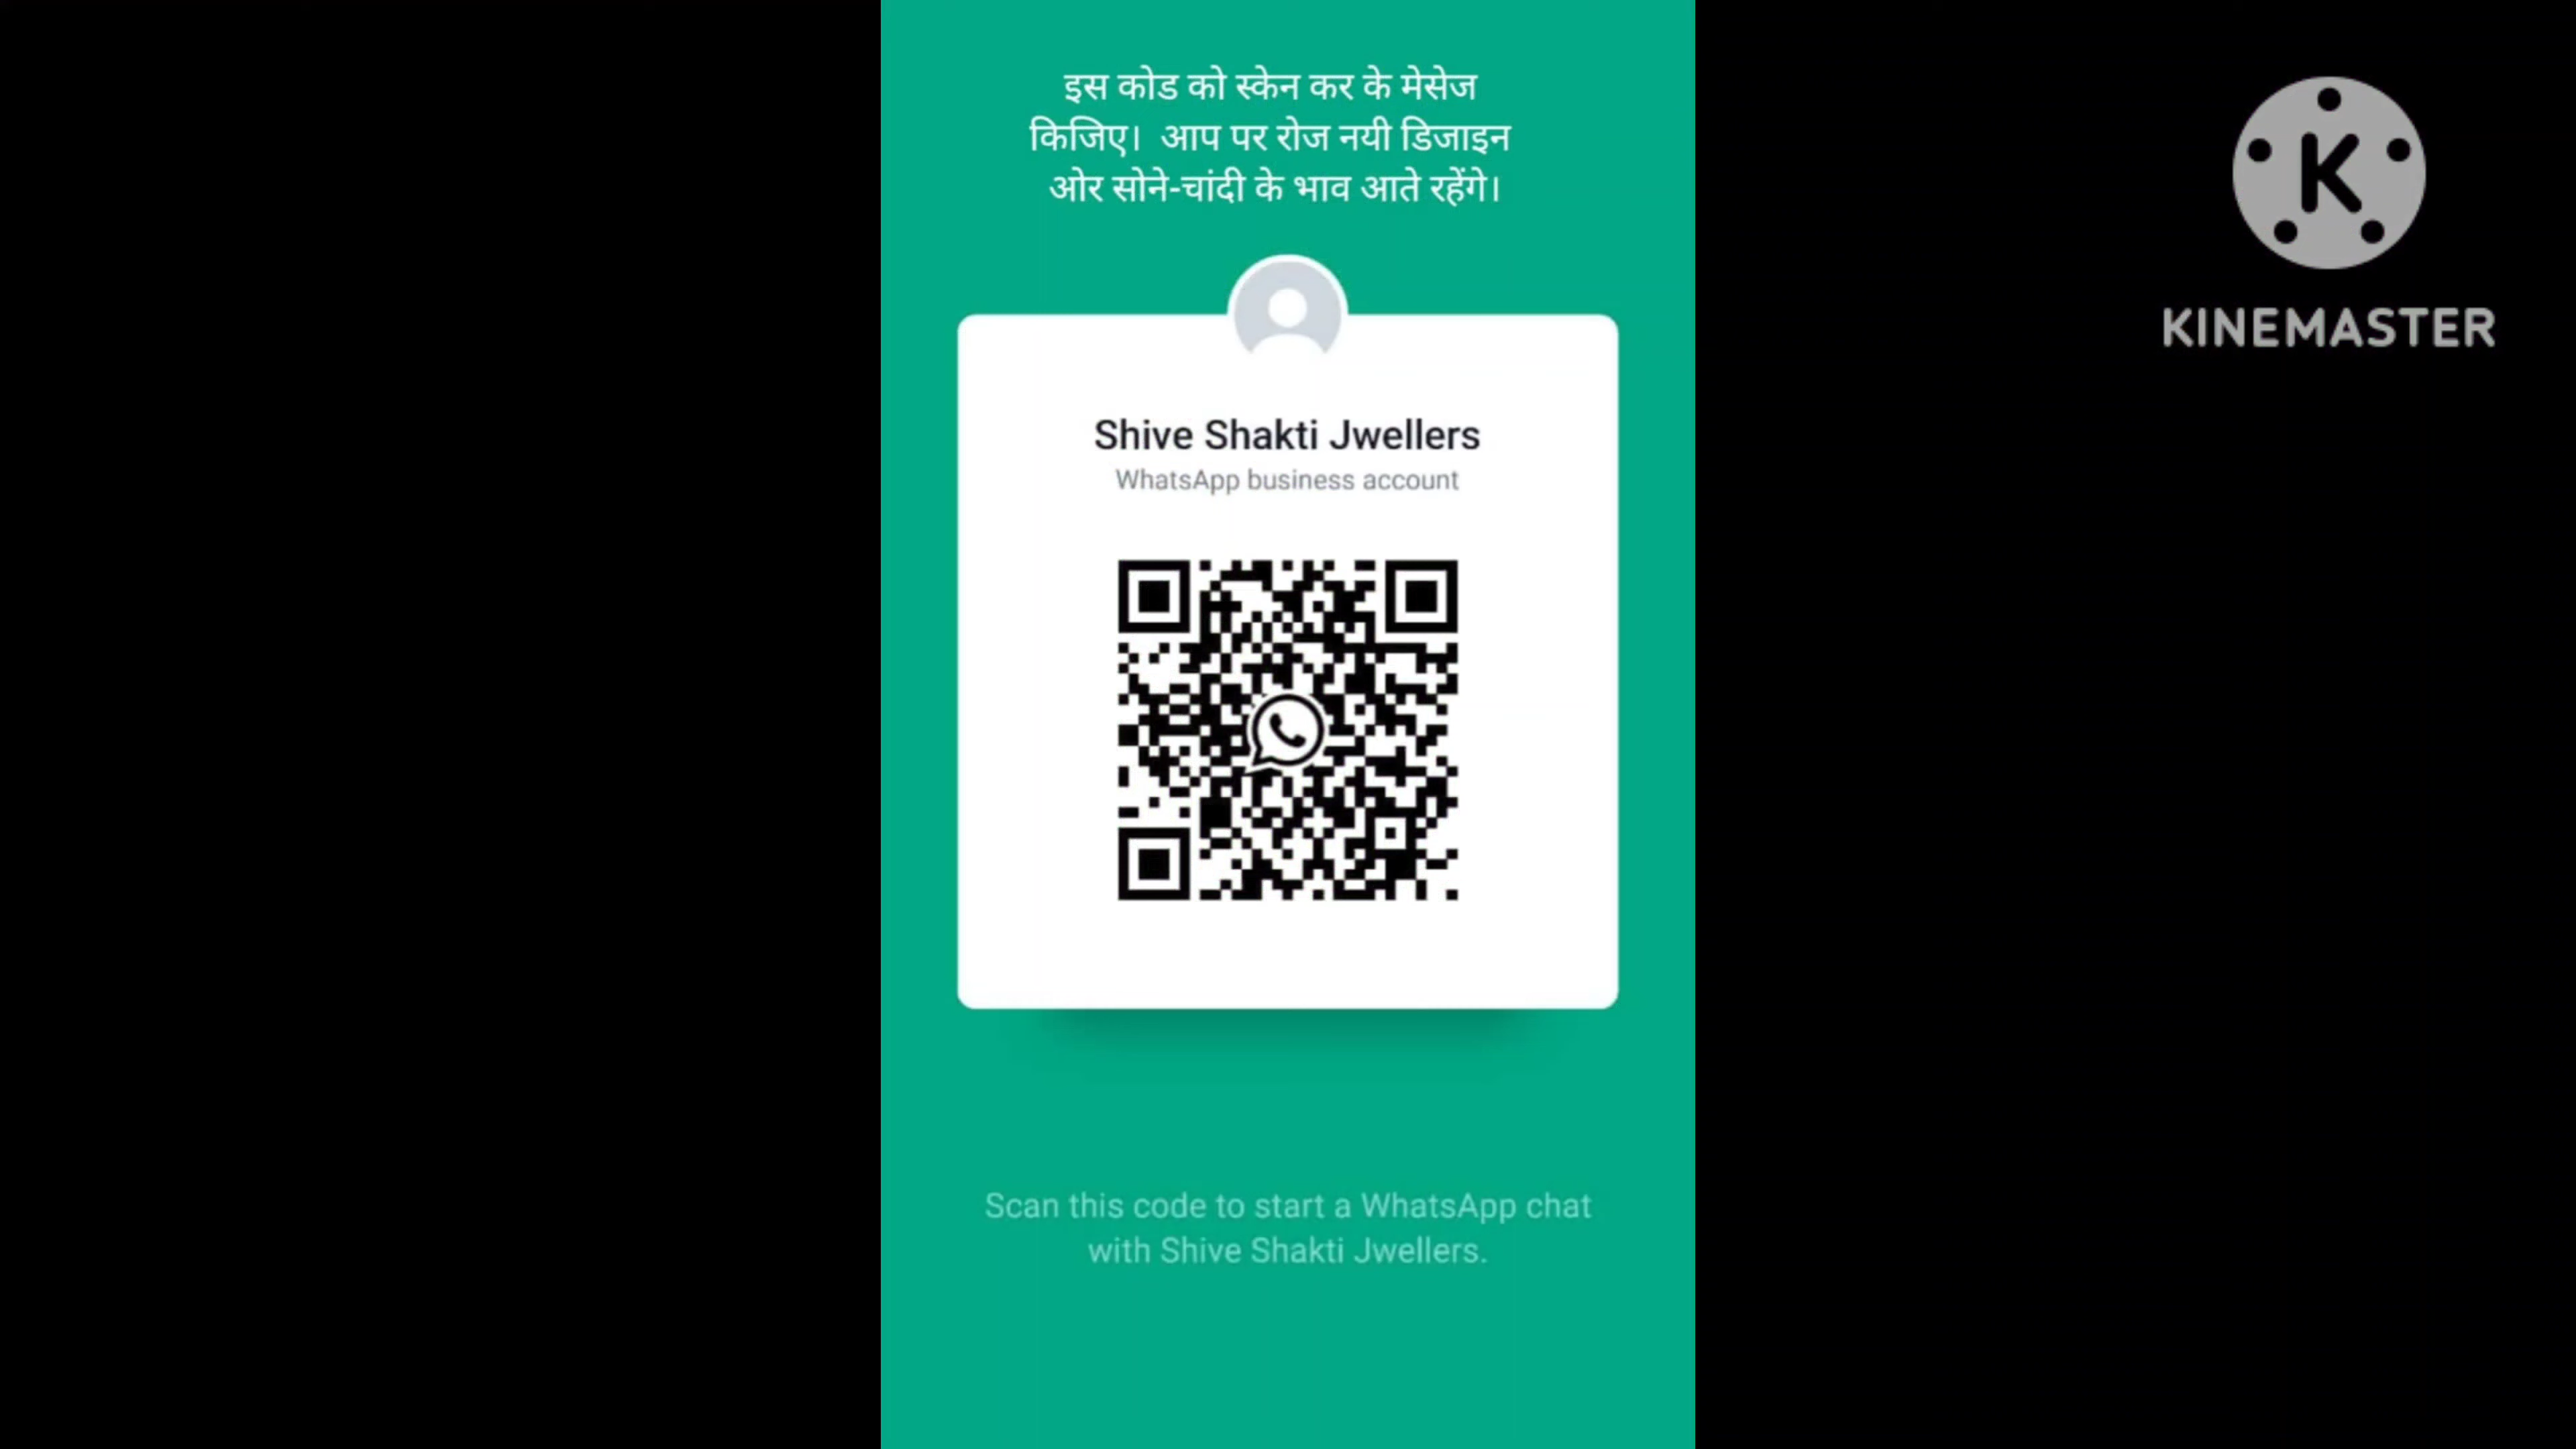 इस कोड को स्केन कर के मेसेज
किजिए। आप पर रोज नयी डिजाइन
ओर सोने-चांदी के भाव आते रहेंगे।
K
KINEMASTER
Shive Shakti Jwellers
WhatsApp business account
Scan this code to start a WhatsApp chat
with Shive Shakti Jwellers.